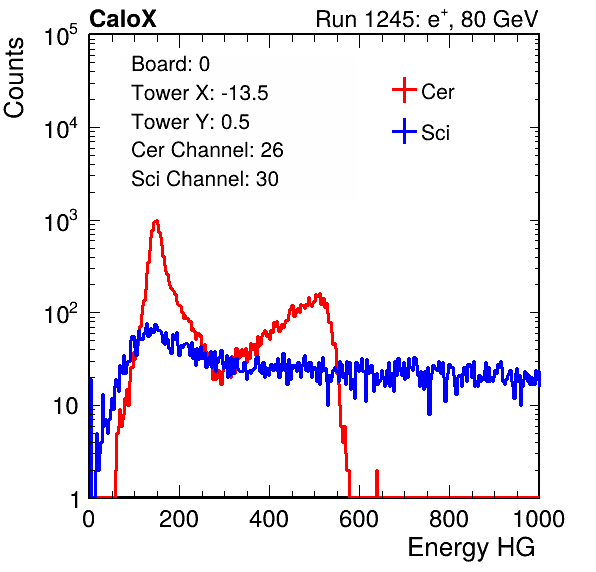 CaloX Run 1245: e⁺, 80 GeV
Counts
10⁵
10⁴
10³
10²
10
1
Board: 0
Tower X: -13.5
Tower Y: 0.5
Cer Channel: 26
Sci Channel: 30
Cer
Sci
0 200 400 600 800 1000
Energy HG